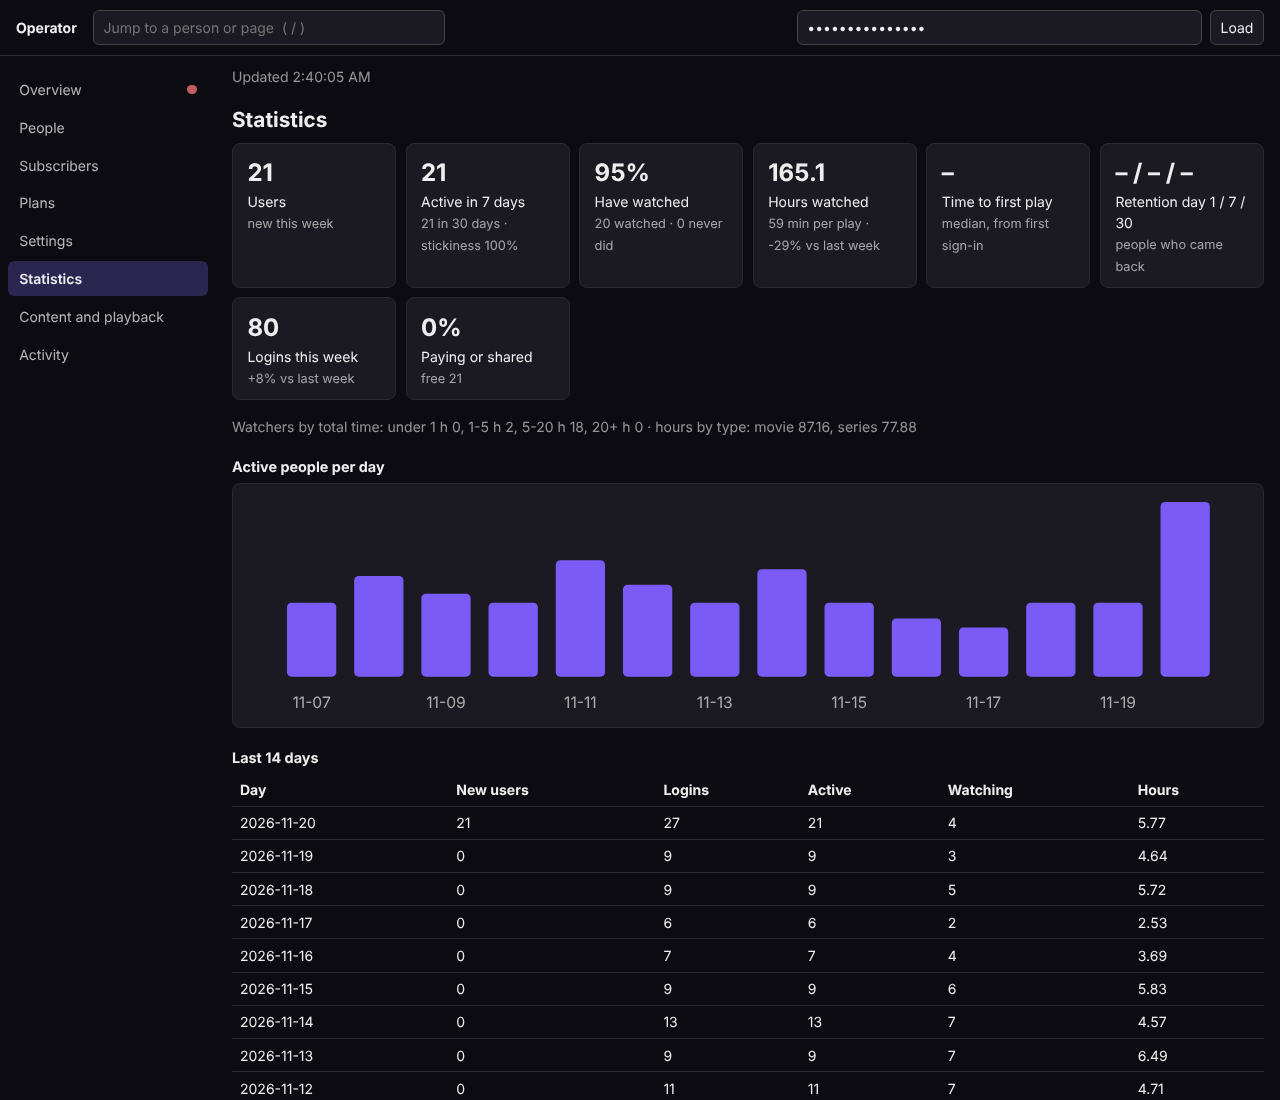 Operator
Jump to a person or page ( / )
•••••••••••••••
Load
Overview
People
Subscribers
Plans
Settings
Statistics
Content and playback
Activity
Updated 2:40:05 AM
Statistics
21
Users
new this week
21
Active in 7 days
21 in 30 days ·
stickiness 100%
95%
Have watched
20 watched · 0 never
did
165.1
Hours watched
59 min per play ·
-29% vs last week
–
Time to first play
median, from first
sign-in
– / – / –
Retention day 1 / 7 /
30
people who came
back
80
Logins this week
+8% vs last week
0%
Paying or shared
free 21
Watchers by total time: under 1 h 0, 1-5 h 2, 5-20 h 18, 20+ h 0 · hours by type: movie 87.16, series 77.88
Active people per day
11-07 11-09 11-11 11-13 11-15 11-17 11-19
Last 14 days
Day New users Logins Active Watching Hours
2026-11-20 21 27 21 4 5.77
2026-11-19 0 9 9 3 4.64
2026-11-18 0 9 9 5 5.72
2026-11-17 0 6 6 2 2.53
2026-11-16 0 7 7 4 3.69
2026-11-15 0 9 9 6 5.83
2026-11-14 0 13 13 7 4.57
2026-11-13 0 9 9 7 6.49
2026-11-12 0 11 11 7 4.71